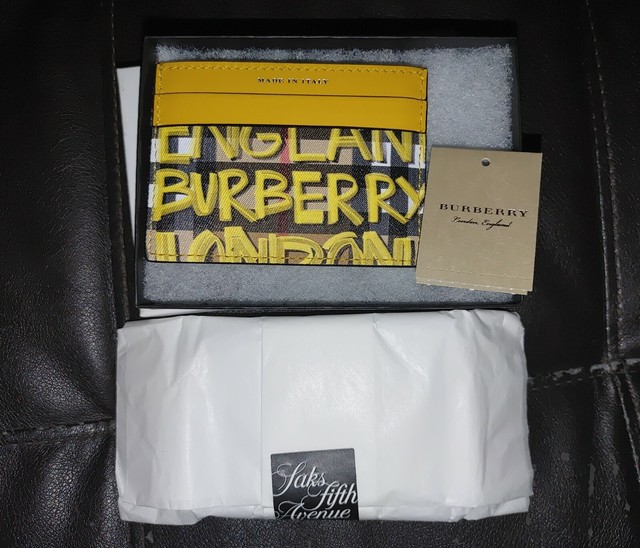 MADE IN ITALY
ENGLAN
BURBERRY
LONDON
BURBERRY
London, England
Saks
fifth
Avenue